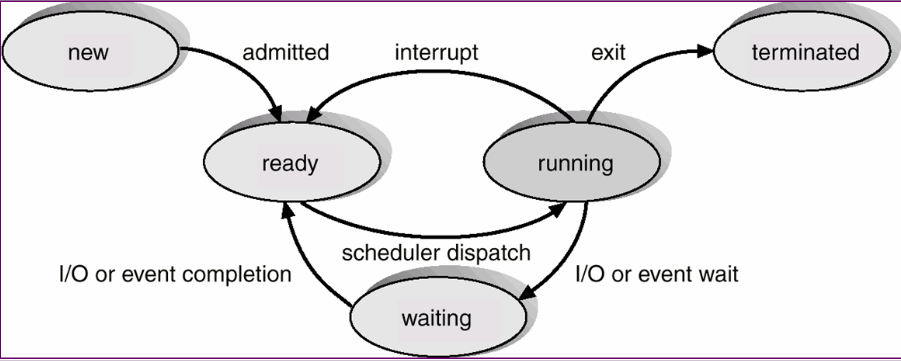 new
admitted
interrupt
exit
terminated
ready
running
scheduler dispatch
I/O or event completion
I/O or event wait
waiting